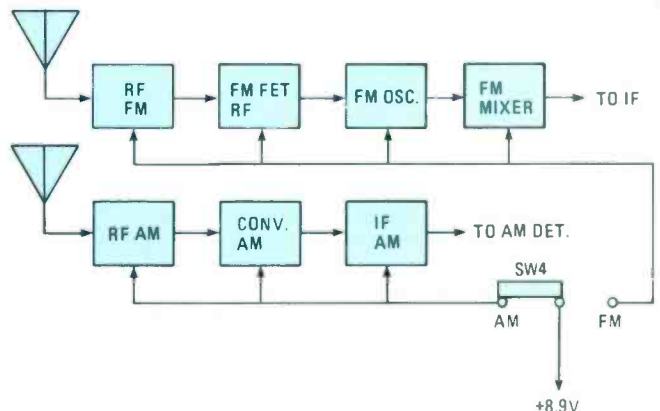 RF
FM
FM FET
RF
FM OSC.
FM
MIXER
TO IF
RF AM
CONV.
AM
IF
AM
TO AM DET.
SW4
AM
FM
+8.9V